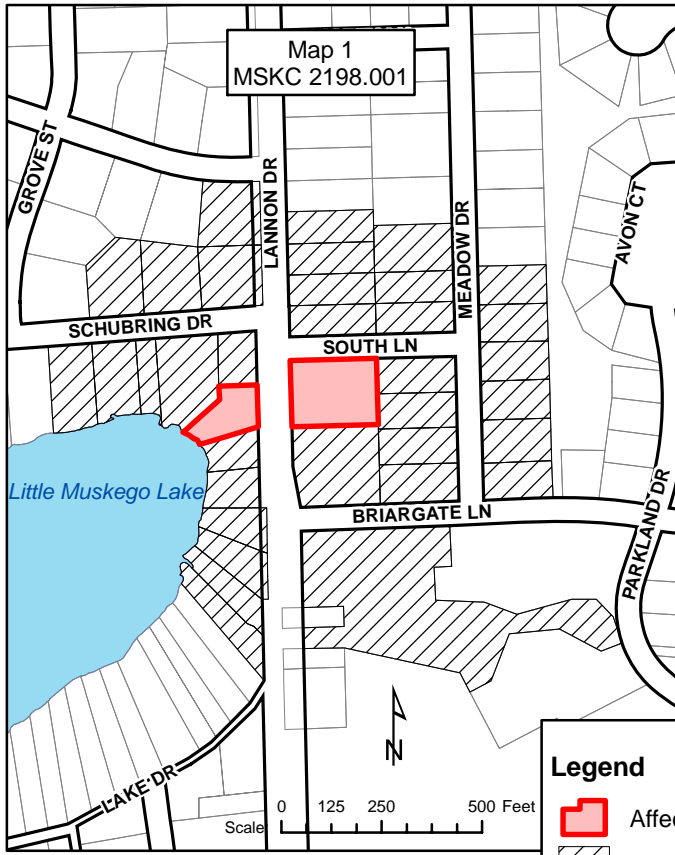 Map 1
MSKC 2198.001
GROVE ST
LANNON DR
MEADOW DR
AVON CT
SCHUBRING DR
SOUTH LN
Little Muskego Lake
BRIARGATE LN
PARKLAND DR
LAKE DR
N
Scale
0 125 250 500 Feet
Legend